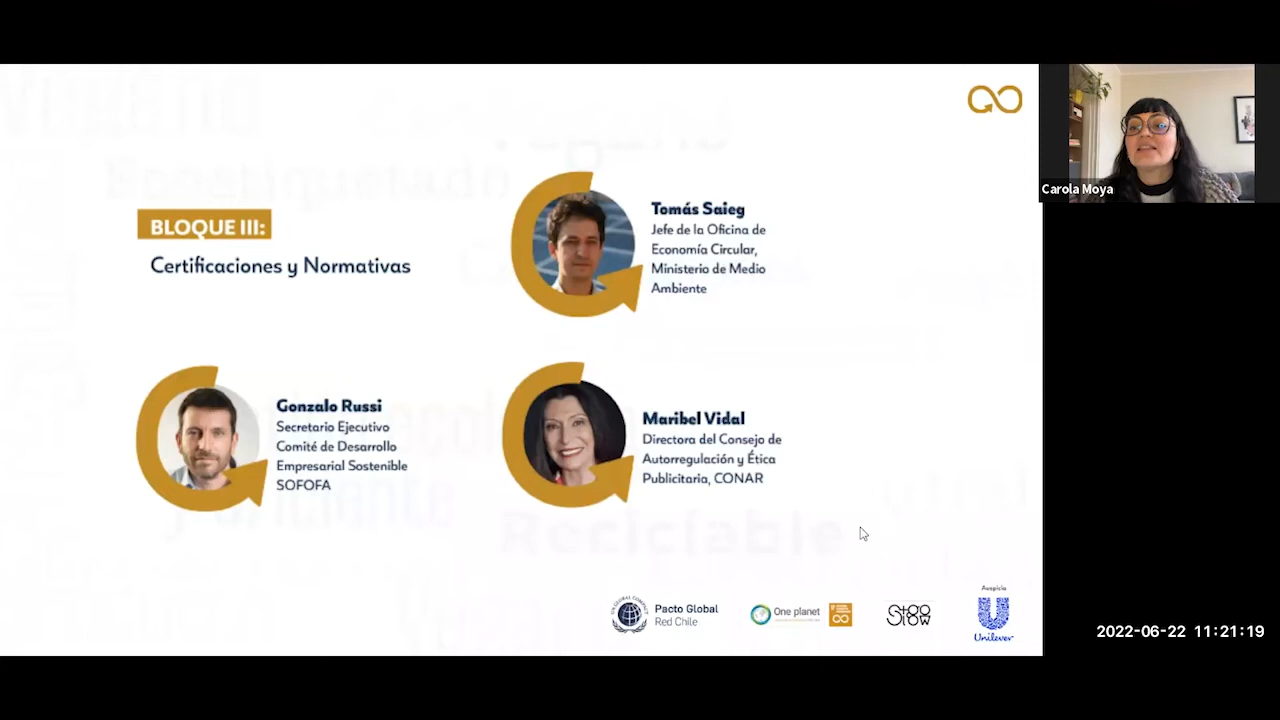 BLOQUE III:
Certificaciones y Normativas
Tomás Saieg
Jefe de la Oficina de
Economía Circular,
Ministerio de Medio
Ambiente
Gonzalo Russi
Secretario Ejecutivo
Comité de Desarrollo
Empresarial Sostenible
SOFOFA
Maribel Vidal
Directora del Consejo de
Autorregulación y Ética
Publicitaria, CONAR
Reciclable
Pacto Global
Red Chile
One planet
Auspicia
Unilever
Carola Moya
2022-06-22 11:21:19